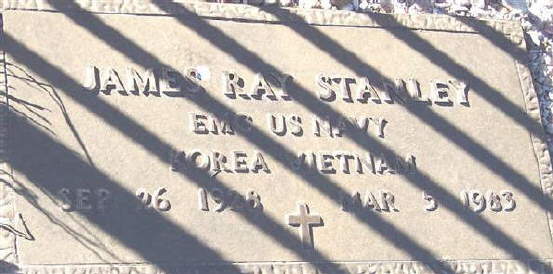 JAMES RAY STANLEY
EMC US NAVY
KOREA VIETNAM
SEP 26 1928 MAR 5 1983